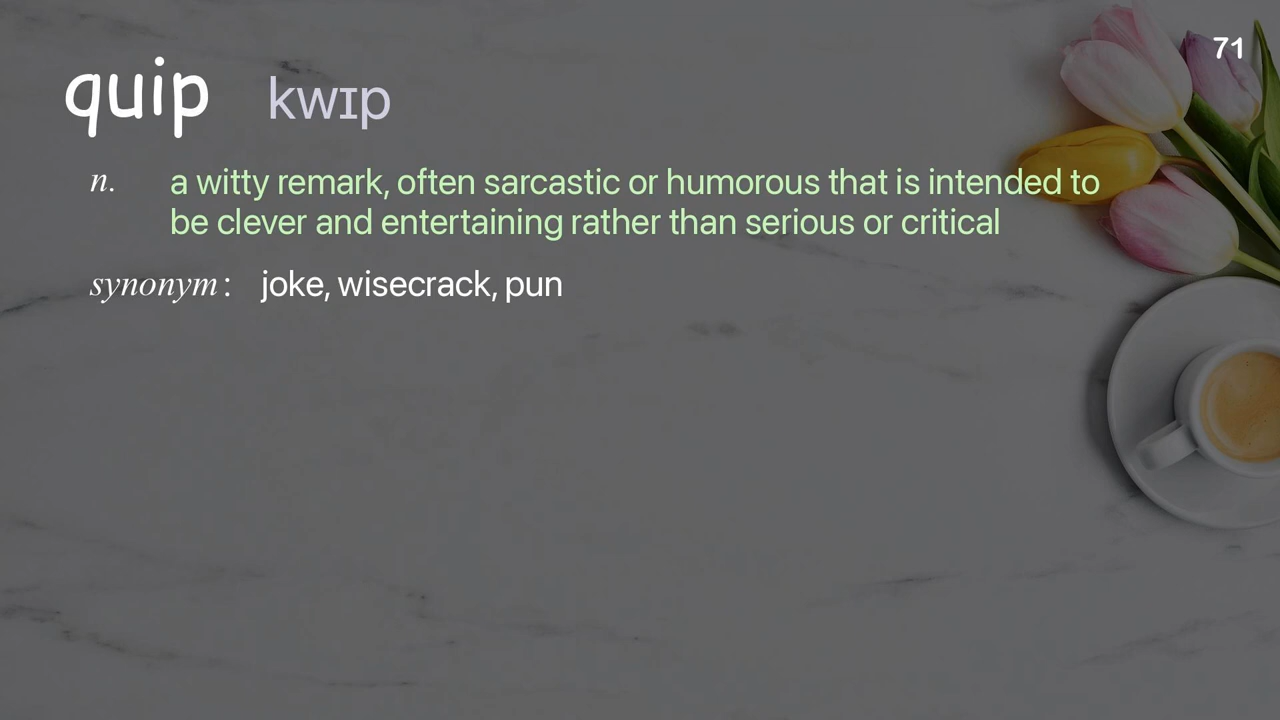 71
quip kwɪp
n. a witty remark, often sarcastic or humorous that is intended to
be clever and entertaining rather than serious or critical
synonym : joke, wisecrack, pun